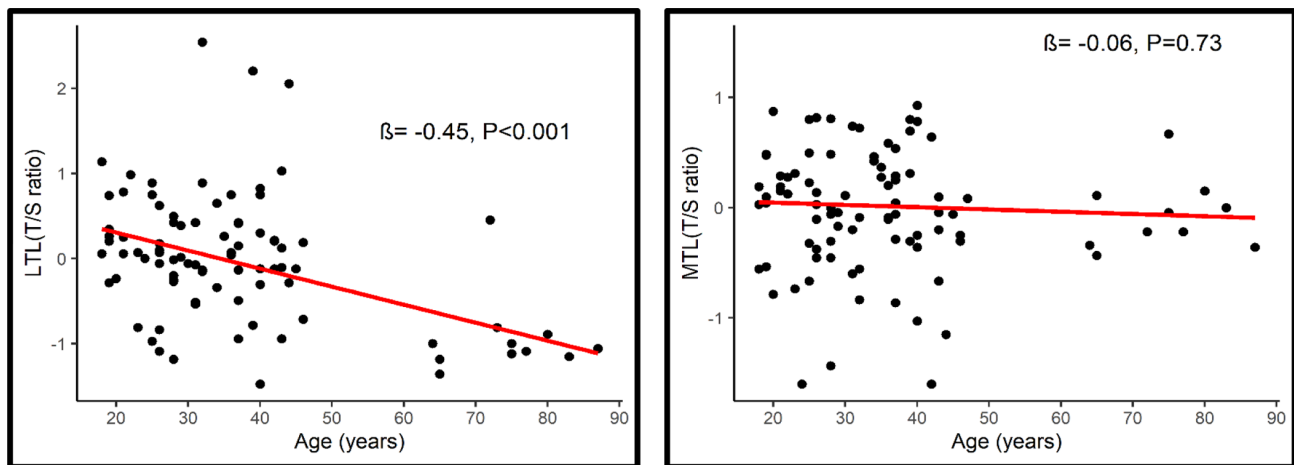 ß= -0.45, P<0.001
LTL(T/S ratio)
2
1
0
-1
20 30 40 50 60 70 80 90
Age (years)
ß= -0.06, P=0.73
MTL(T/S ratio)
1
0
-1
20 30 40 50 60 70 80 90
Age (years)